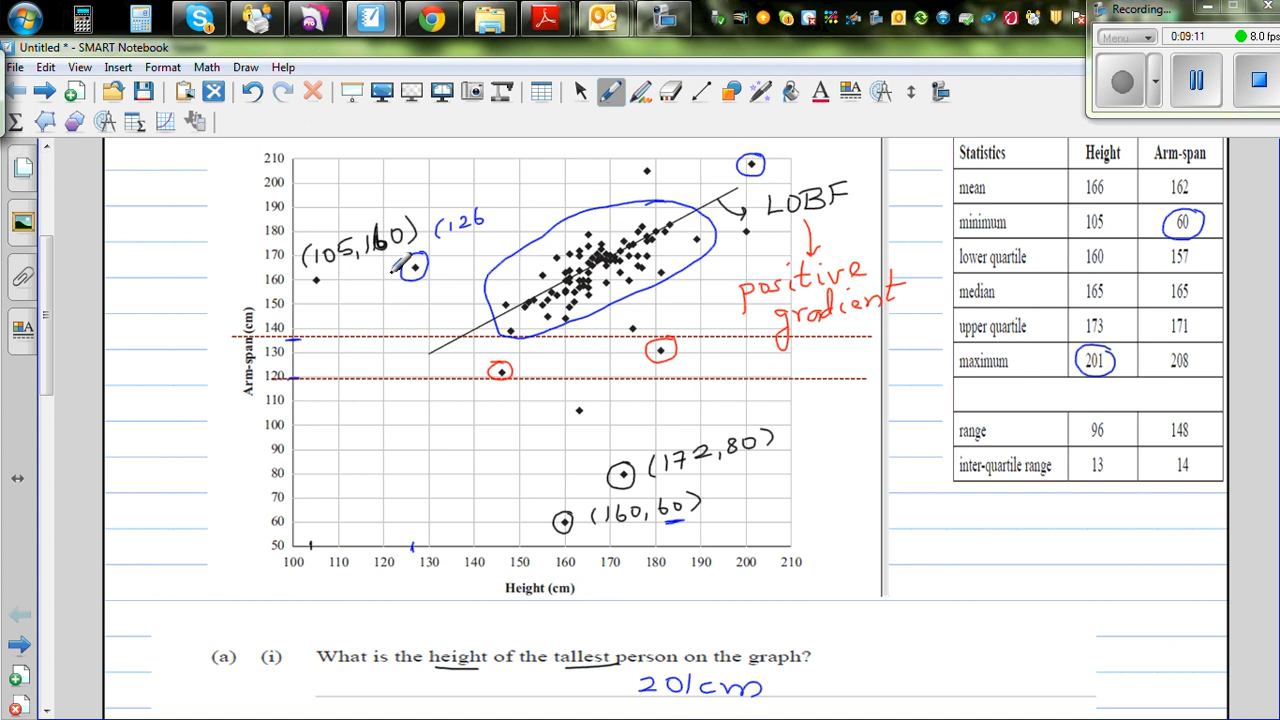 Recording...
Untitled * - SMART Notebook
Menu
0:09:11
8.0 fps
File Edit View Insert Format Math Draw Help
210
200
190
180
170
160
150
140
130
120
110
100
90
80
70
60
50
100 110 120 130 140 150 160 170 180 190 200 210
Arm-span (cm)
Height (cm)
(105,160)
(126
LOBF
positive
gradient
(172,80)
(160,60)
Statistics Height Arm-span
mean 166 162
minimum 105 60
lower quartile 160 157
median 165 165
upper quartile 173 171
maximum 201 208
range 96 148
inter-quartile range 13 14
(a) (i) What is the height of the tallest person on the graph?
201cm